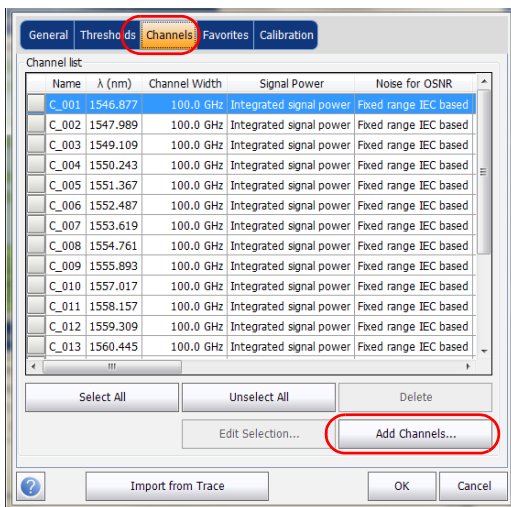 General Thresholds Channels Favorites Calibration
Channel list
Name λ (nm) Channel Width Signal Power Noise for OSNR
C_001 1546.877 100.0 GHz Integrated signal power Fixed range IEC based
C_002 1547.989 100.0 GHz Integrated signal power Fixed range IEC based
C_003 1549.109 100.0 GHz Integrated signal power Fixed range IEC based
C_004 1550.243 100.0 GHz Integrated signal power Fixed range IEC based
C_005 1551.367 100.0 GHz Integrated signal power Fixed range IEC based
C_006 1552.487 100.0 GHz Integrated signal power Fixed range IEC based
C_007 1553.619 100.0 GHz Integrated signal power Fixed range IEC based
C_008 1554.761 100.0 GHz Integrated signal power Fixed range IEC based
C_009 1555.893 100.0 GHz Integrated signal power Fixed range IEC based
C_010 1557.017 100.0 GHz Integrated signal power Fixed range IEC based
C_011 1558.157 100.0 GHz Integrated signal power Fixed range IEC based
C_012 1559.309 100.0 GHz Integrated signal power Fixed range IEC based
C_013 1560.445 100.0 GHz Integrated signal power Fixed range IEC based
Select All Unselect All Delete
Edit Selection... Add Channels...
? Import from Trace OK Cancel